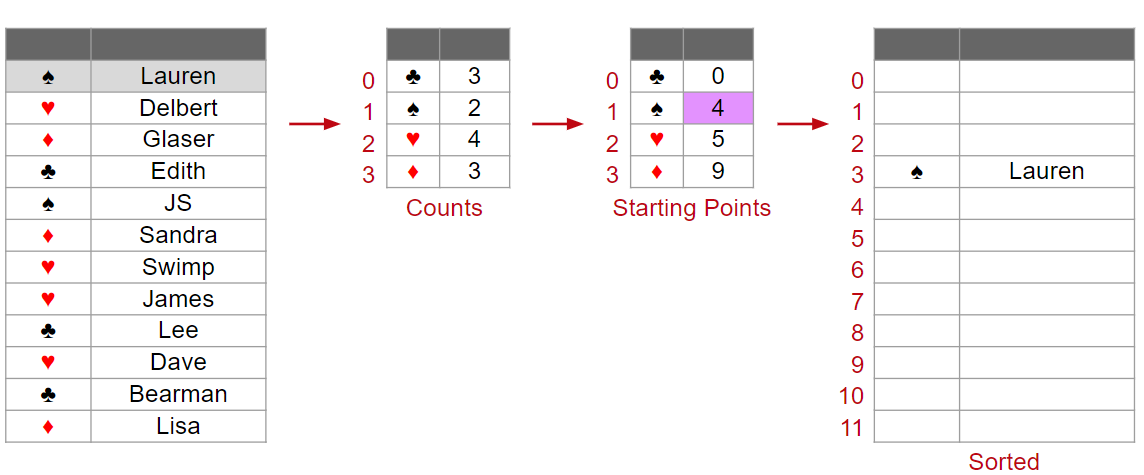 ♠ Lauren
♥ Delbert
♦ Glaser
♣ Edith
♠ JS
♦ Sandra
♥ Swimp
♥ James
♣ Lee
♥ Dave
♣ Bearman
♦ Lisa
0 ♣ 3
1 ♠ 2
2 ♥ 4
3 ♦ 3
Counts
0 ♣ 0
1 ♠ 4
2 ♥ 5
3 ♦ 9
Starting Points
0
1
2
3 ♠ Lauren
4
5
6
7
8
9
10
11
Sorted